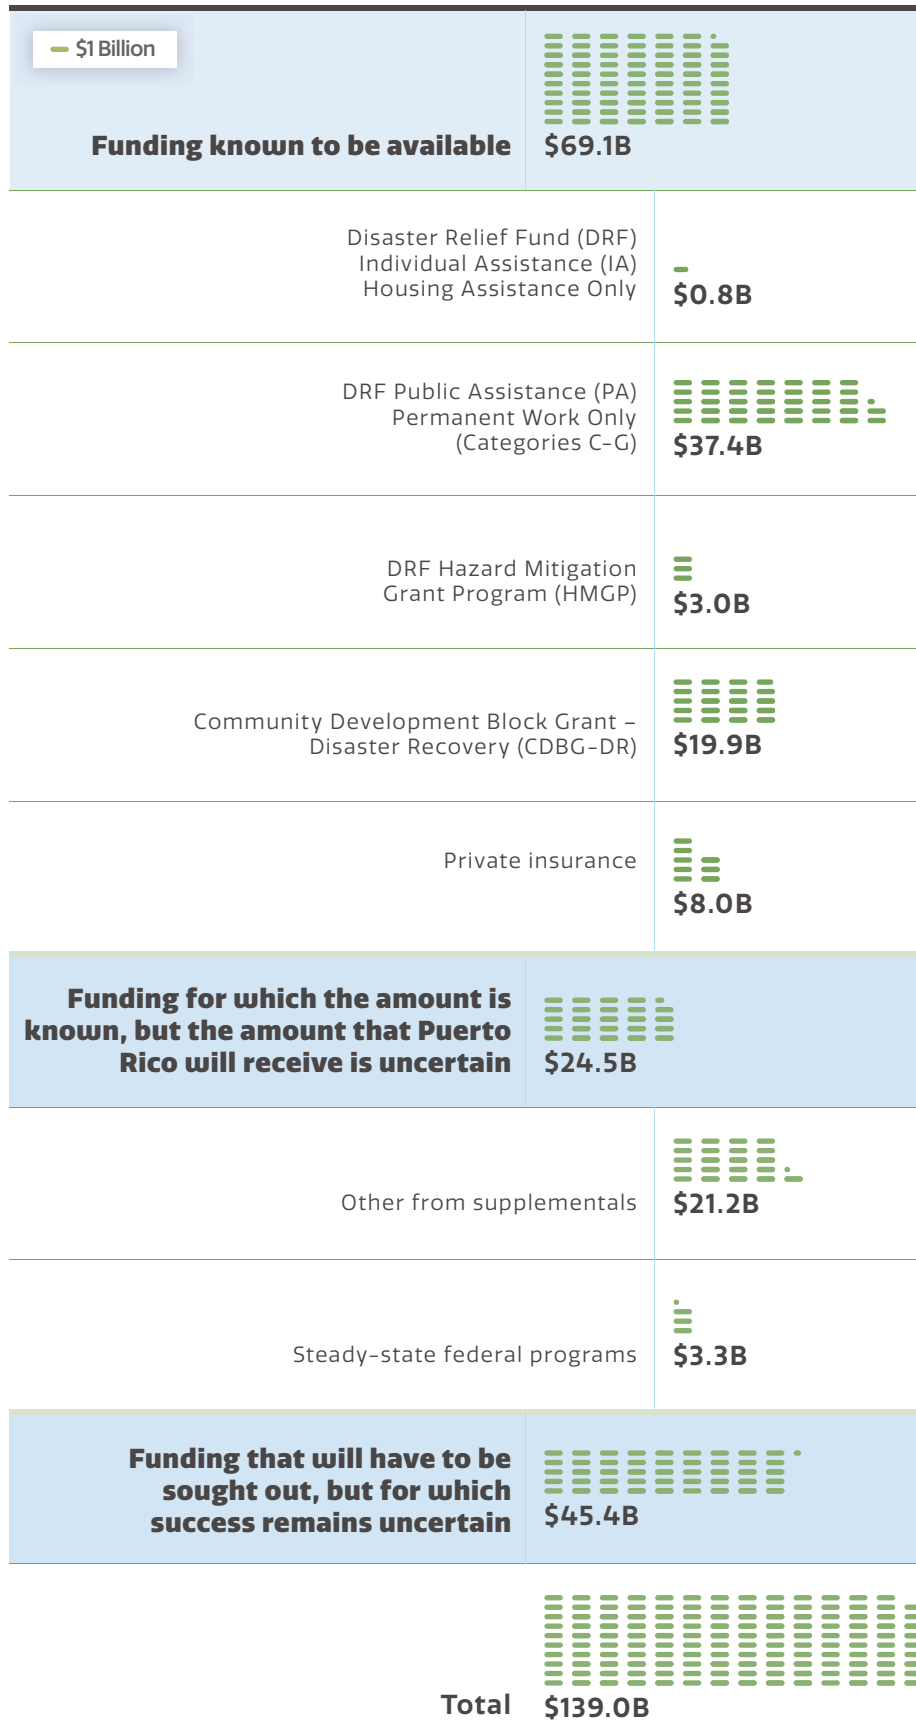 $1 Billion
Funding known to be available
$69.1B
Disaster Relief Fund (DRF)
Individual Assistance (IA)
Housing Assistance Only
$0.8B
DRF Public Assistance (PA)
Permanent Work Only
(Categories C-G)
$37.4B
DRF Hazard Mitigation
Grant Program (HMGP)
$3.0B
Community Development Block Grant –
Disaster Recovery (CDBG-DR)
$19.9B
Private insurance
$8.0B
Funding for which the amount is
known, but the amount that Puerto
Rico will receive is uncertain
$24.5B
Other from supplementals
$21.2B
Steady-state federal programs
$3.3B
Funding that will have to be
sought out, but for which
success remains uncertain
$45.4B
Total
$139.0B